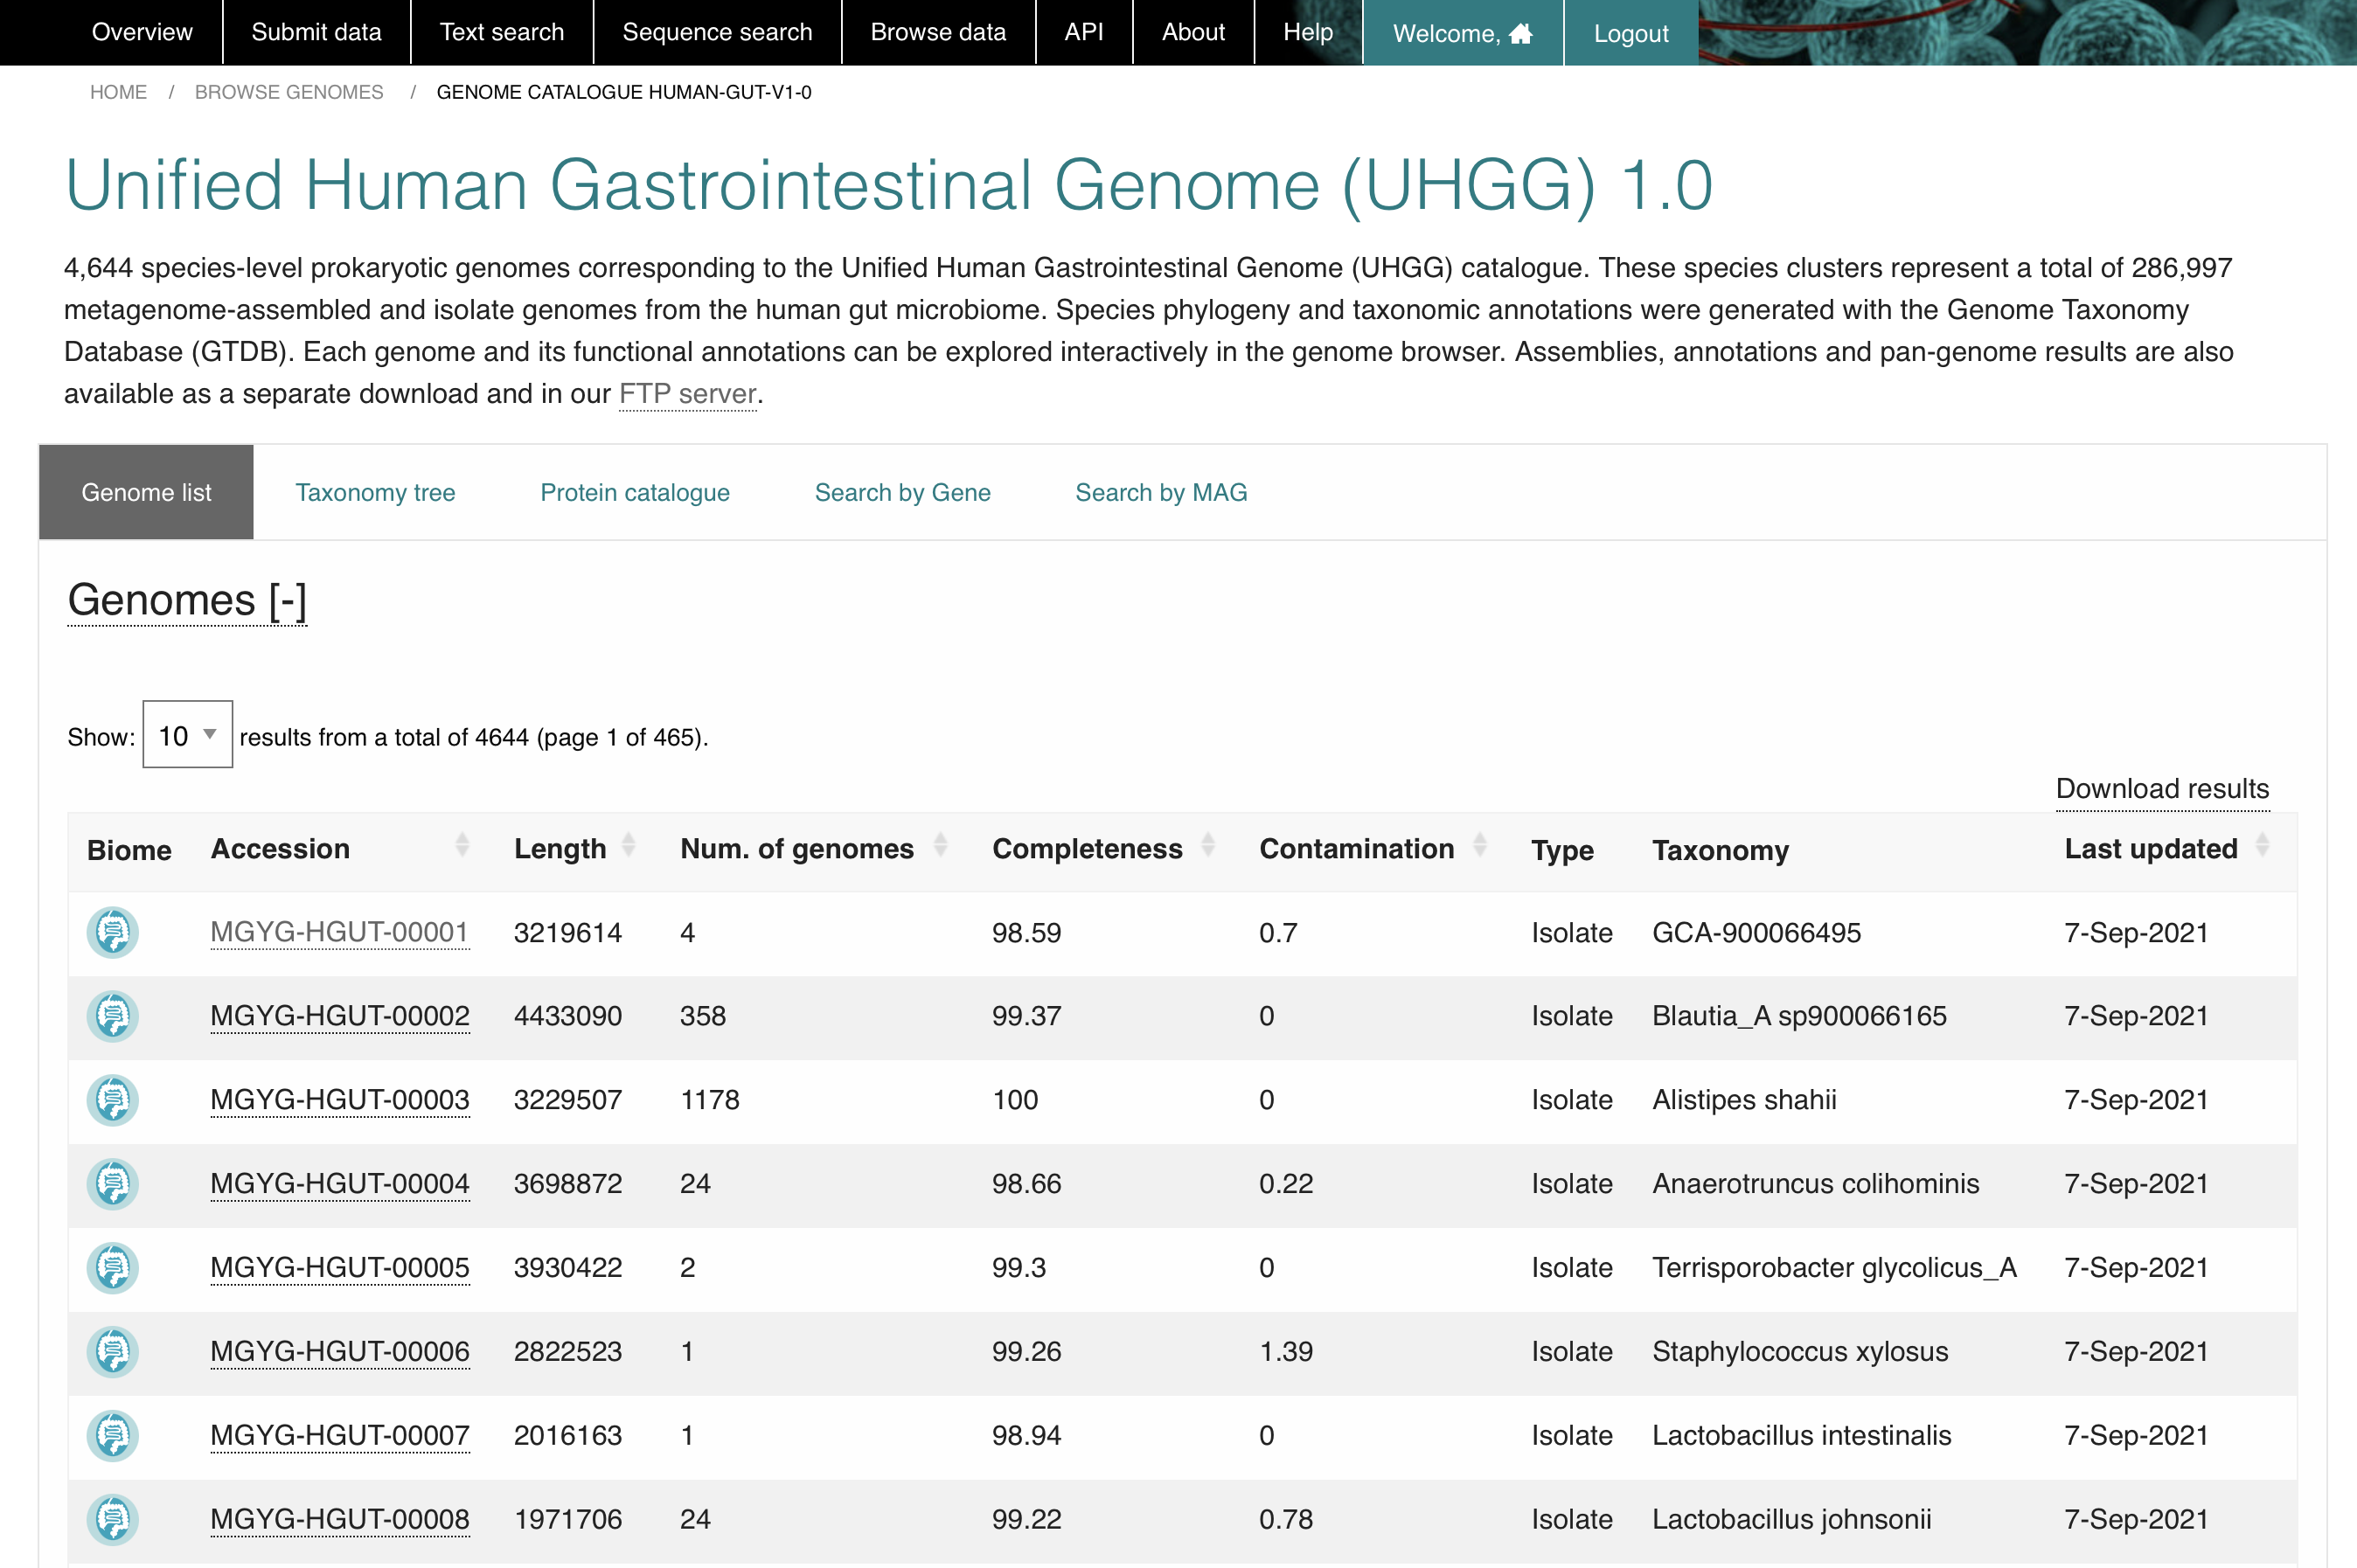 Overview Submit data Text search Sequence search Browse data API About Help Welcome, Logout
HOME / BROWSE GENOMES / GENOME CATALOGUE HUMAN-GUT-V1-0
Unified Human Gastrointestinal Genome (UHGG) 1.0
4,644 species-level prokaryotic genomes corresponding to the Unified Human Gastrointestinal Genome (UHGG) catalogue. These species clusters represent a total of 286,997
metagenome-assembled and isolate genomes from the human gut microbiome. Species phylogeny and taxonomic annotations were generated with the Genome Taxonomy
Database (GTDB). Each genome and its functional annotations can be explored interactively in the genome browser. Assemblies, annotations and pan-genome results are also
available as a separate download and in our FTP server.
Genome list Taxonomy tree Protein catalogue Search by Gene Search by MAG
Genomes [-]
Show: 10 results from a total of 4644 (page 1 of 465).
Download results
Biome Accession Length Num. of genomes Completeness Contamination Type Taxonomy Last updated
MGYG-HGUT-00001 3219614 4 98.59 0.7 Isolate GCA-900066495 7-Sep-2021
MGYG-HGUT-00002 4433090 358 99.37 0 Isolate Blautia_A sp900066165 7-Sep-2021
MGYG-HGUT-00003 3229507 1178 100 0 Isolate Alistipes shahii 7-Sep-2021
MGYG-HGUT-00004 3698872 24 98.66 0.22 Isolate Anaerotruncus colihominis 7-Sep-2021
MGYG-HGUT-00005 3930422 2 99.3 0 Isolate Terrisporobacter glycolicus_A 7-Sep-2021
MGYG-HGUT-00006 2822523 1 99.26 1.39 Isolate Staphylococcus xylosus 7-Sep-2021
MGYG-HGUT-00007 2016163 1 98.94 0 Isolate Lactobacillus intestinalis 7-Sep-2021
MGYG-HGUT-00008 1971706 24 99.22 0.78 Isolate Lactobacillus johnsonii 7-Sep-2021